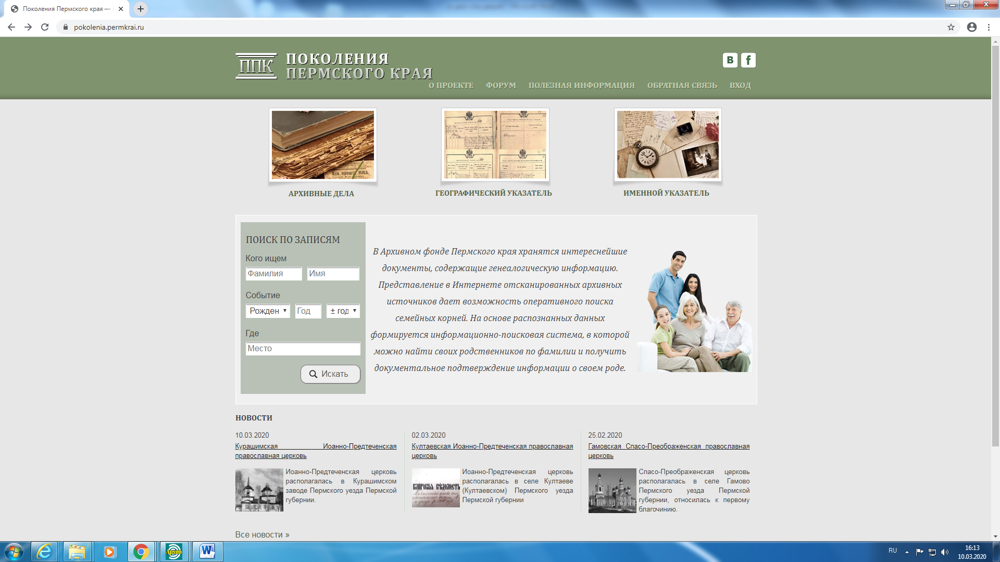 Поколения Пермского края —
pokolenia.permkrai.ru
ППК
ПОКОЛЕНИЯ
ПЕРМСКОГО КРАЯ
О ПРОЕКТЕ ФОРУМ ПОЛЕЗНАЯ ИНФОРМАЦИЯ ОБРАТНАЯ СВЯЗЬ ВХОД
АРХИВНЫЕ ДЕЛА
ГЕОГРАФИЧЕСКИЙ УКАЗАТЕЛЬ
ИМЕННОЙ УКАЗАТЕЛЬ
ПОИСК ПО ЗАПИСЯМ
Кого ищем
Фамилия Имя
Событие
Рожден Год ± год
Где
Место
Искать
В Архивном фонде Пермского края хранятся интереснейшие
документы, содержащие генеалогическую информацию.
Представление в Интернете отсканированных архивных
источников дает возможность оперативного поиска
семейных корней. На основе распознанных данных
формируется информационно-поисковая система, в которой
можно найти своих родственников по фамилии и получить
документальное подтверждение информации о своем роде.
НОВОСТИ
10.03.2020
Курашимская Иоанно-Предтеченская
православная церковь
Иоанно-Предтеченская церковь
располагалась в Курашимском
заводе Пермского уезда Пермской
губернии.
02.03.2020
Култаевская Иоанно-Предтеченская православная
церковь
Иоанно-Предтеченская церковь
располагалась в селе Култаеве
(Култаевском) Пермского уезда
Пермской губернии
25.02.2020
Гамовская Спасо-Преображенская православная
церковь
Спасо-Преображенская церковь
располагалась в селе Гамово
Пермского уезда Пермской
губернии, относилась к первому
благочинию.
Все новости »
Архив
RU
16:13
10.03.2020